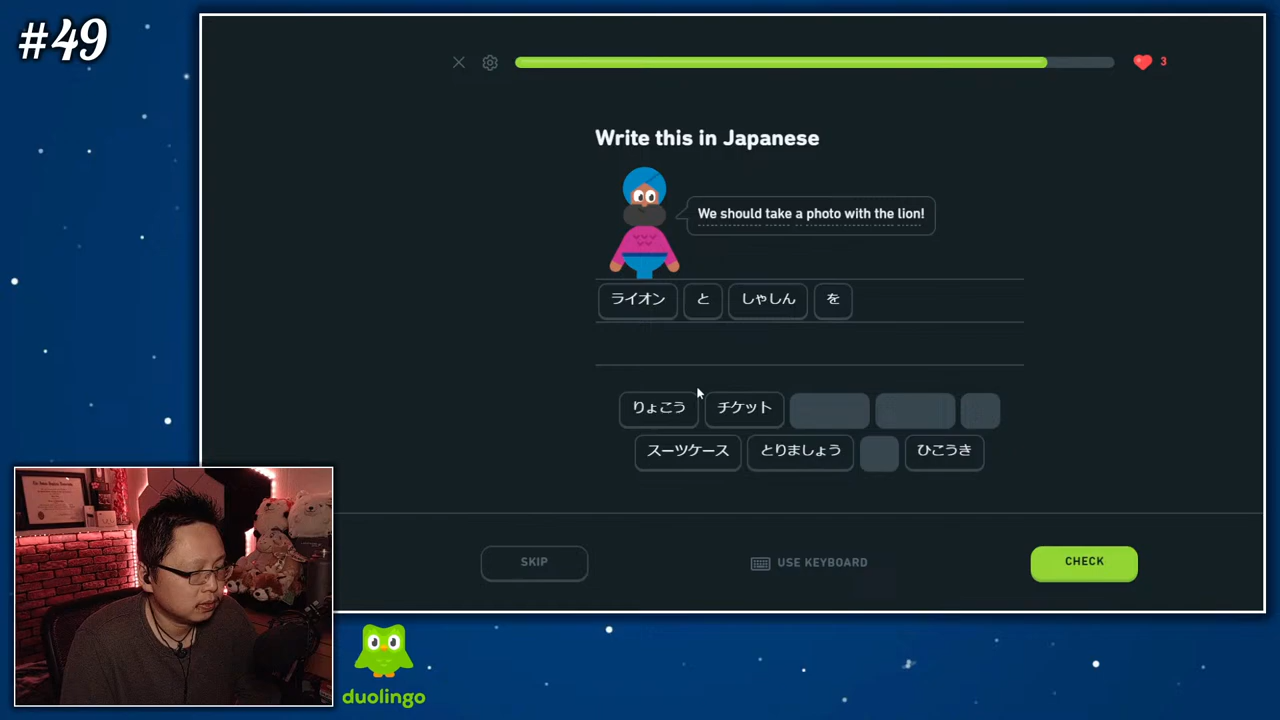 #49
3
Write this in Japanese
We should take a photo with the lion!
ライオン と しゃしん を
りょこう チケット
スーツケース とりましょう ひこうき
SKIP USE KEYBOARD CHECK
duolingo